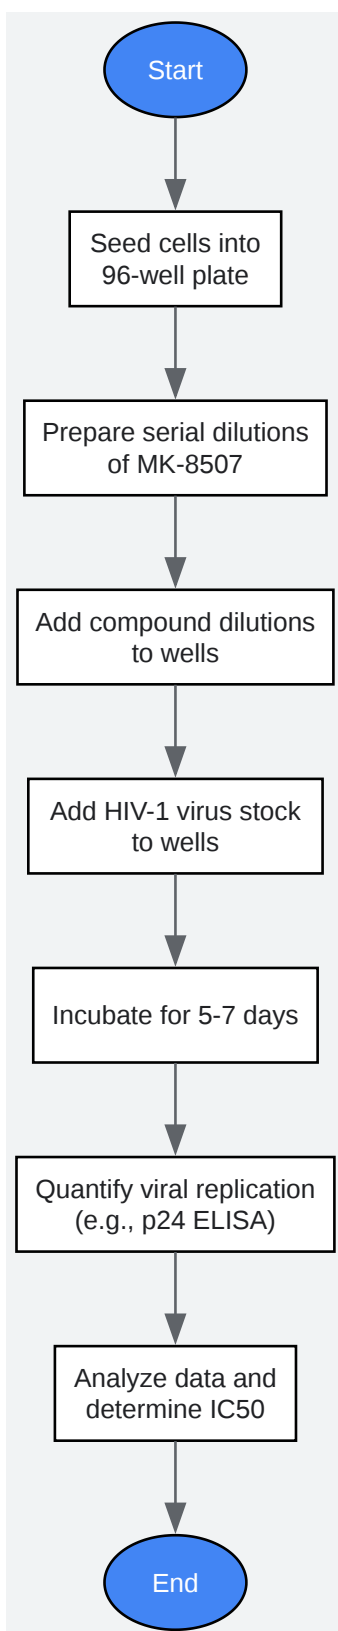 Start
Seed cells into
96-well plate
Prepare serial dilutions
of MK-8507
Add compound dilutions
to wells
Add HIV-1 virus stock
to wells
Incubate for 5-7 days
Quantify viral replication
(e.g., p24 ELISA)
Analyze data and
determine IC50
End